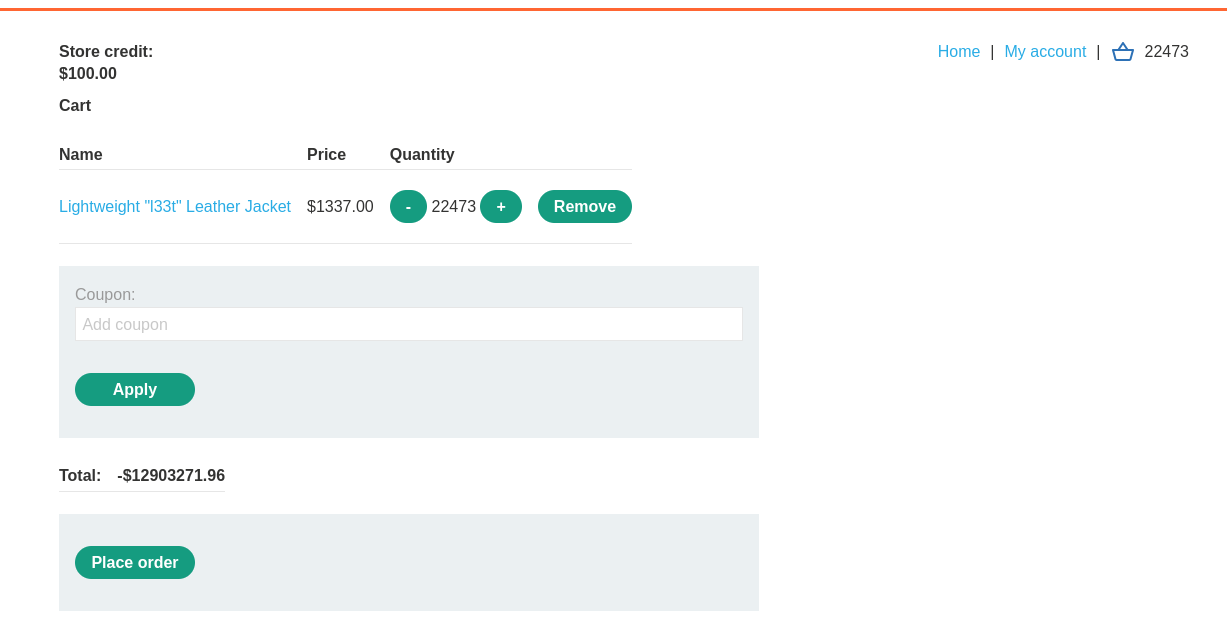 Store credit:
$100.00
Home | My account | 22473
Cart
Name Price Quantity
Lightweight "l33t" Leather Jacket $1337.00 - 22473 + Remove
Coupon:
Add coupon
Apply
Total: -$12903271.96
Place order